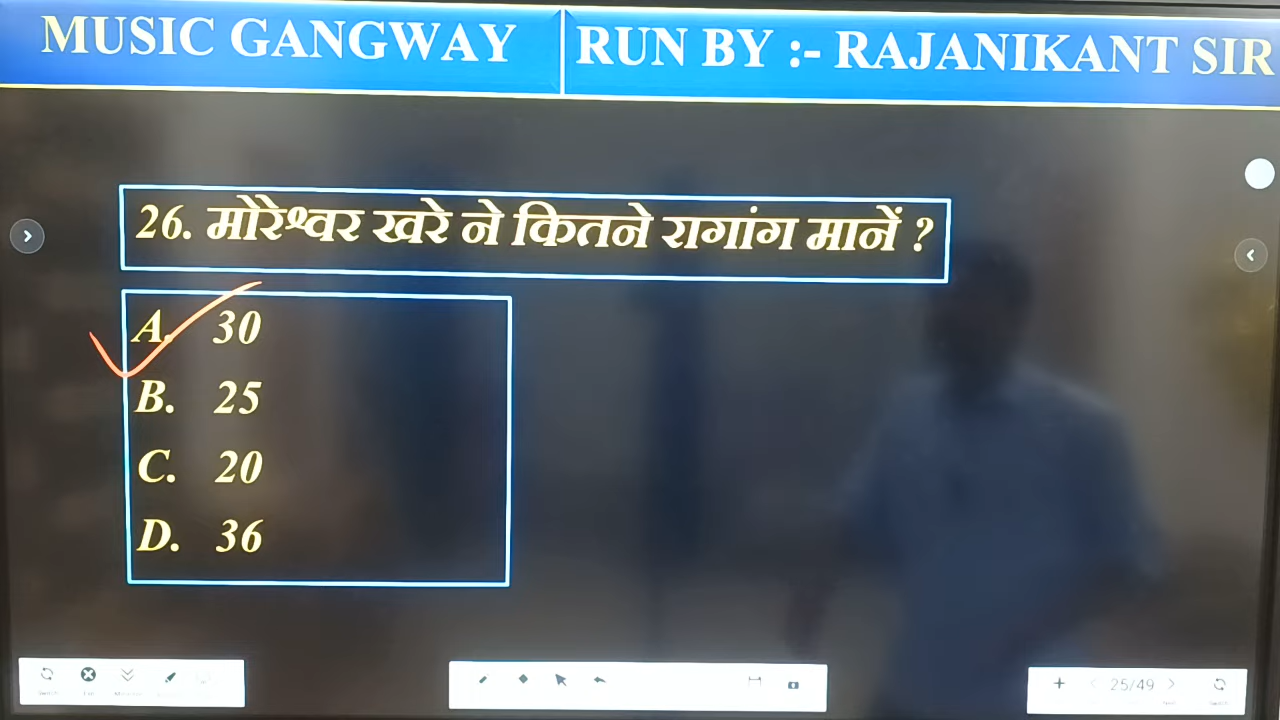 MUSIC GANGWAY RUN BY :- RAJANIKANT SIR
26. मोरेश्वर खरे ने कितने रागांग मानें ?
A. 30
B. 25
C. 20
D. 36
25/49